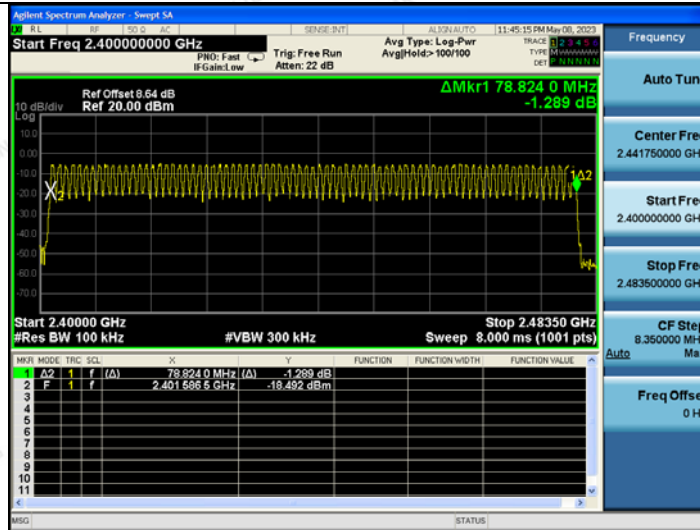 Agilent Spectrum Analyzer - Swept SA
RL RF 50 Ω AC SENSE:INT ALIGN AUTO 11:45:15 PM May 08, 2023
Start Freq 2.400000000 GHz
PNO: Fast
IFGain:Low
Trig: Free Run
Atten: 22 dB
Avg Type: Log-Pwr
Avg|Hold:> 100/100
TRACE 1 2 3 4 5 6
TYPE M
DET P N N N N N
Ref Offset 8.64 dB
Ref 20.00 dBm
ΔMkr1 78.824 0 MHz
-1.289 dB
10 dB/div
Log
10.0
0.00
-10.0
-20.0
-30.0
-40.0
-50.0
-60.0
-70.0
X2
1Δ2
Start 2.40000 GHz
Stop 2.48350 GHz
#Res BW 100 kHz
#VBW 300 kHz
Sweep 8.000 ms (1001 pts)
MKR MODE TRC SCL X Y FUNCTION FUNCTION WIDTH FUNCTION VALUE
1 Δ2 1 f (Δ) 78.824 0 MHz (Δ) -1.289 dB
2 F 1 f 2.401 586 5 GHz -18.492 dBm
3
4
5
6
7
8
9
10
11
MSG
STATUS
Frequency
Auto Tun
Center Fre
2.441750000 GH
Start Fre
2.400000000 GH
Stop Fre
2.483500000 GH
CF Ste
8.350000 MH
Auto Ma
Freq Offse
0 H